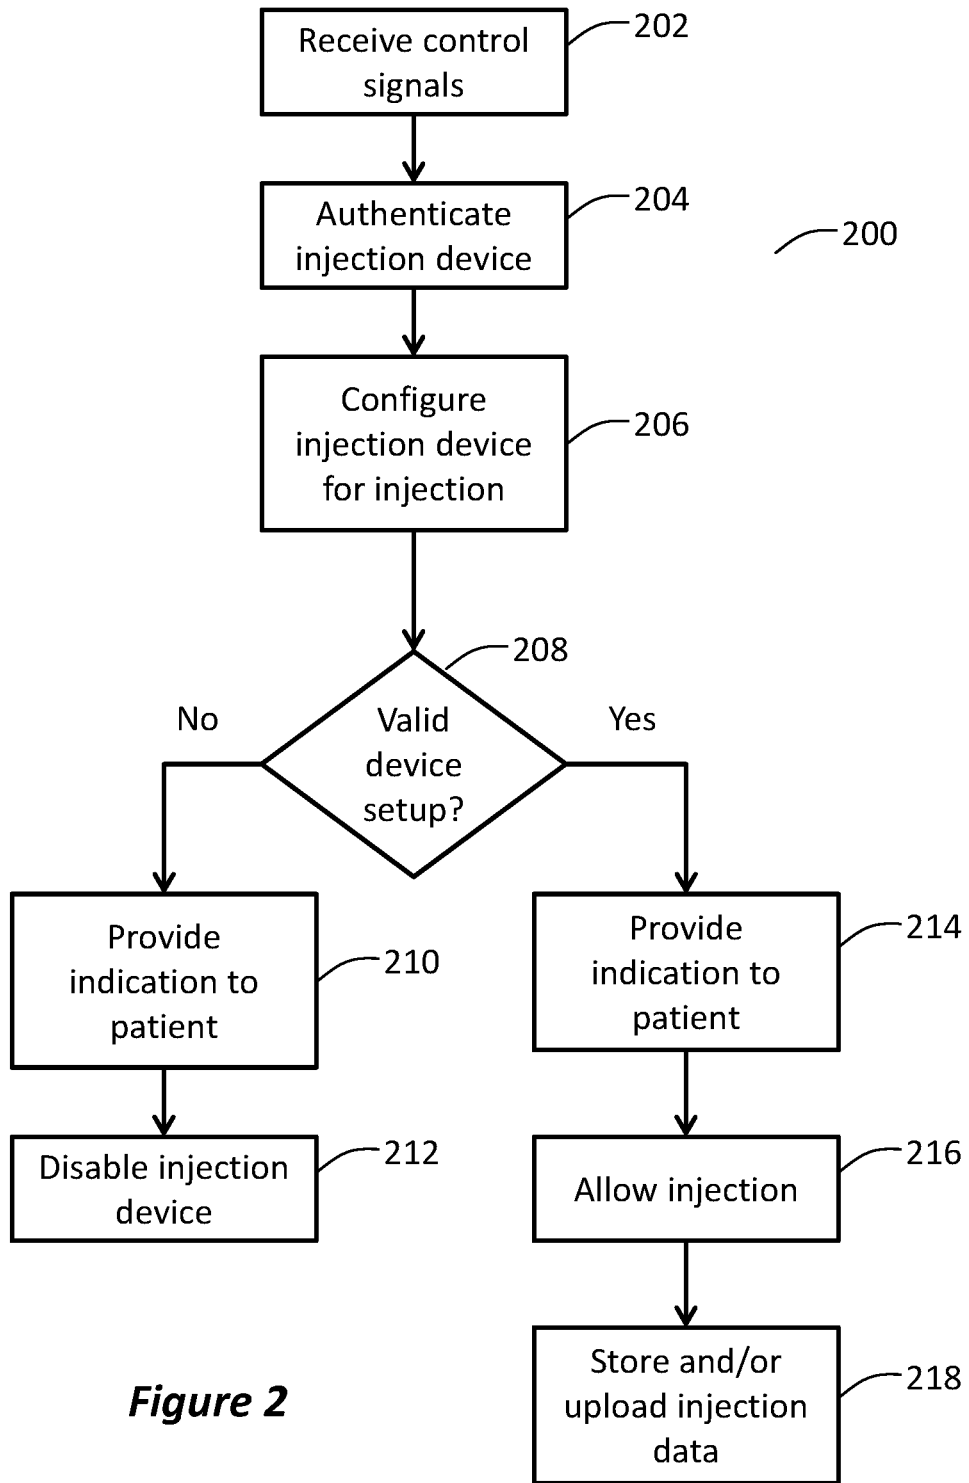 Receive control
signals
202
Authenticate
injection device
204
200
Configure
injection device
for injection
206
208
Valid
device
setup?
No
Yes
Provide
indication to
patient
210
Provide
indication to
patient
214
Disable injection
device
212
Allow injection
216
Store and/or
upload injection
data
218
Figure 2